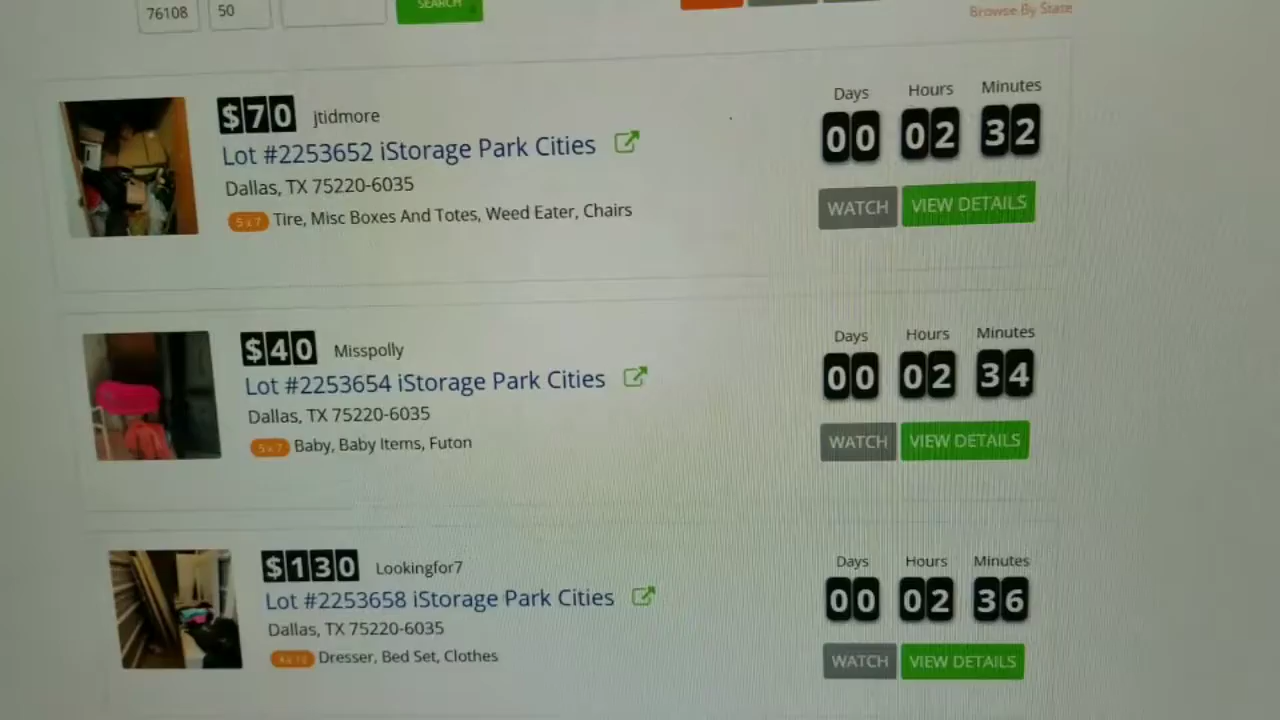 76108 50 SEARCH
Browse By State
$70 jtidmore
Lot #2253652 iStorage Park Cities
Dallas, TX 75220-6035
5 x 7 Tire, Misc Boxes And Totes, Weed Eater, Chairs
Days Hours Minutes
00 02 32
WATCH VIEW DETAILS
$40 Misspolly
Lot #2253654 iStorage Park Cities
Dallas, TX 75220-6035
5 x 7 Baby, Baby Items, Futon
Days Hours Minutes
00 02 34
WATCH VIEW DETAILS
$130 Lookingfor7
Lot #2253658 iStorage Park Cities
Dallas, TX 75220-6035
Dresser, Bed Set, Clothes
Days Hours Minutes
00 02 36
WATCH VIEW DETAILS